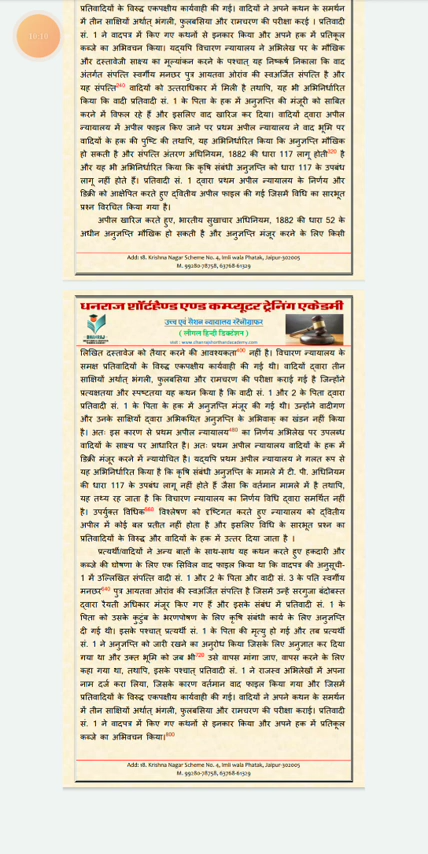 10:10
प्रतिवादियों के विरुद्ध एकपक्षीय कार्यवाही की गई। वादियों ने अपने कथन के समर्थन
में तीन साक्षियों अर्थात् भंगली, फुलबसिया और रामचरण की परीक्षा कराई । प्रतिवादी
सं. 1 ने वादपत्र में किए गए कथनों से इनकार किया और अपने हक में प्रतिकूल
कब्जे का अभिवचन किया। यद्यपि विचारण न्यायालय ने अभिलेख पर के मौखिक
और दस्तावेजी साक्ष्य का मूल्यांकन करने के पश्चात् यह निष्कर्ष निकाला कि वाद
अंतर्गत संपत्ति स्वर्गीय मनछर पुत्र आयतवा ओरांव की स्वअर्जित संपत्ति है और
यह संपत्ति²⁴⁰ वादियों को उत्तराधिकार में मिली है तथापि, यह भी अभिनिर्धारित
किया कि वादी प्रतिवादी सं. 1 के पिता के हक में अनुज्ञप्ति की मंजूरी को साबित
करने में विफल रहे हैं और इसलिए वाद खारिज कर दिया। वादियों द्वारा अपील
न्यायालय में अपील फाइल किए जाने पर प्रथम अपील न्यायालय ने वाद भूमि पर
वादियों के हक की पुष्टि की तथापि, यह अभिनिर्धारित किया कि अनुज्ञप्ति मौखिक
हो सकती है और संपत्ति अंतरण अधिनियम, 1882 की धारा 117 लागू होती³²⁰ है
और यह भी अभिनिर्धारित किया कि कृषि संबंधी अनुज्ञप्ति को धारा 117 के उपबंध
लागू नहीं होते हैं। प्रतिवादी सं. 1 द्वारा प्रथम अपील न्यायालय के निर्णय और
डिक्री को आक्षेपित करते हुए द्वितीय अपील फाइल की गई जिसमें विधि का सारभूत
प्रश्न विरचित किया गया है।
अपील खारिज करते हुए, भारतीय सुखाचार अधिनियम, 1882 की धारा 52 के
अधीन अनुज्ञप्ति मौखिक हो सकती है और अनुज्ञप्ति मंजूर करने के लिए किसी
Add: 18. Krishna Nagar Scheme No. 4, Imli wala Phatak, Jaipur-302005
M. 99280-78758, 63768-61529
धनराज शॉर्टहैण्ड एण्ड कम्प्यूटर ट्रेनिंग एकेडमी
उच्च एवं सैशन न्यायालय स्टेनोग्राफर
( लीगल हिन्दी डिक्टेशन )
visit : www.dhanrajshorthandacademy.com
DHANRAJ
लिखित दस्तावेज को तैयार करने की आवश्यकता⁴⁰⁰ नहीं है। विचारण न्यायालय के
समक्ष प्रतिवादियों के विरुद्ध एकपक्षीय कार्यवाही की गई थी। वादियों द्वारा तीन
साक्षियों अर्थात् भंगली, फुलबसिया और रामचरण की परीक्षा कराई गई है जिन्होंने
प्रत्यक्षतया और स्पष्टतया यह कथन किया है कि वादी सं. 1 और 2 के पिता द्वारा
प्रतिवादी सं. 1 के पिता के हक में अनुज्ञप्ति मंजूर की गई थी। उन्होंने वादीगण
और उनके साक्षियों द्वारा अभिकथित अनुज्ञप्ति के अभिवाक् का खंडन नहीं किया
है। अतः इस कारण से प्रथम अपील न्यायालय⁴⁸⁰ का निर्णय अभिलेख पर उपलब्ध
वादियों के साक्ष्य पर आधारित है। अतः प्रथम अपील न्यायालय वादियों के हक में
डिक्री मंजूर करने में न्यायोचित है। यद्यपि प्रथम अपील न्यायालय ने गलत रूप से
यह अभिनिर्धारित किया है कि कृषि संबंधी अनुज्ञप्ति के मामले में टी. पी. अधिनियम
की धारा 117 के उपबंध लागू नहीं होते हैं जैसा कि वर्तमान मामले में है तथापि,
यह तथ्य रह जाता है कि विचारण न्यायालय का निर्णय विधि द्वारा समर्थित नहीं
है। उपर्युक्त विधिक⁵⁶⁰ विश्लेषण को दृष्टिगत करते हुए न्यायालय को द्वितीय
अपील में कोई बल प्रतीत नहीं होता है और इसलिए विधि के सारभूत प्रश्न का
प्रतिवादियों के विरुद्ध और वादियों के हक में उत्तर दिया जाता है ।
प्रत्यर्थी/वादियों ने अन्य बातों के साथ-साथ यह कथन करते हुए हकदारी और
कब्जे की घोषणा के लिए एक सिविल वाद फाइल किया था कि वादपत्र की अनुसूची-
1 में उल्लिखित संपत्ति वादी सं. 1 और 2 के पिता और वादी सं. 3 के पति स्वर्गीय
मनछर⁶⁴⁰ पुत्र आयतवा ओरांव की स्वअर्जित संपत्ति है जिसमें उन्हें सरगुजा बंदोबस्त
द्वारा रैयती अधिकार मंजूर किए गए हैं और इसके संबंध में प्रतिवादी सं. 1 के
पिता को उसके कुटुंब के भरणपोषण के लिए कृषि संबंधी कार्य के लिए अनुज्ञप्ति
दी गई थी। इसके पश्चात् प्रत्यर्थी सं. 1 के पिता की मृत्यु हो गई और तब प्रत्यर्थी
सं. 1 ने अनुज्ञप्ति को जारी रखने का अनुरोध किया जिसके लिए अनुज्ञात कर दिया
गया था और उक्त भूमि को जब भी⁷²⁰ उसे वापस मांगा जाए, वापस करने के लिए
कहा गया था, तथापि, इसके पश्चात् प्रतिवादी सं. 1 ने राजस्व अभिलेखों में अपना
नाम दर्ज करा लिया, जिसके कारण वर्तमान वाद फाइल किया गया और जिसमें
प्रतिवादियों के विरुद्ध एकपक्षीय कार्यवाही की गई। वादियों ने अपने कथन के समर्थन
में तीन साक्षियों अर्थात् भंगली, फुलबसिया और रामचरण की परीक्षा कराई। प्रतिवादी
सं. 1 ने वादपत्र में किए गए कथनों से इनकार किया और अपने हक में प्रतिकूल
कब्जे का अभिवचन किया।⁸⁰⁰
Add: 18. Krishna Nagar Scheme No. 4, Imli wala Phatak, Jaipur-302005
M. 99280-78758, 63768-61529